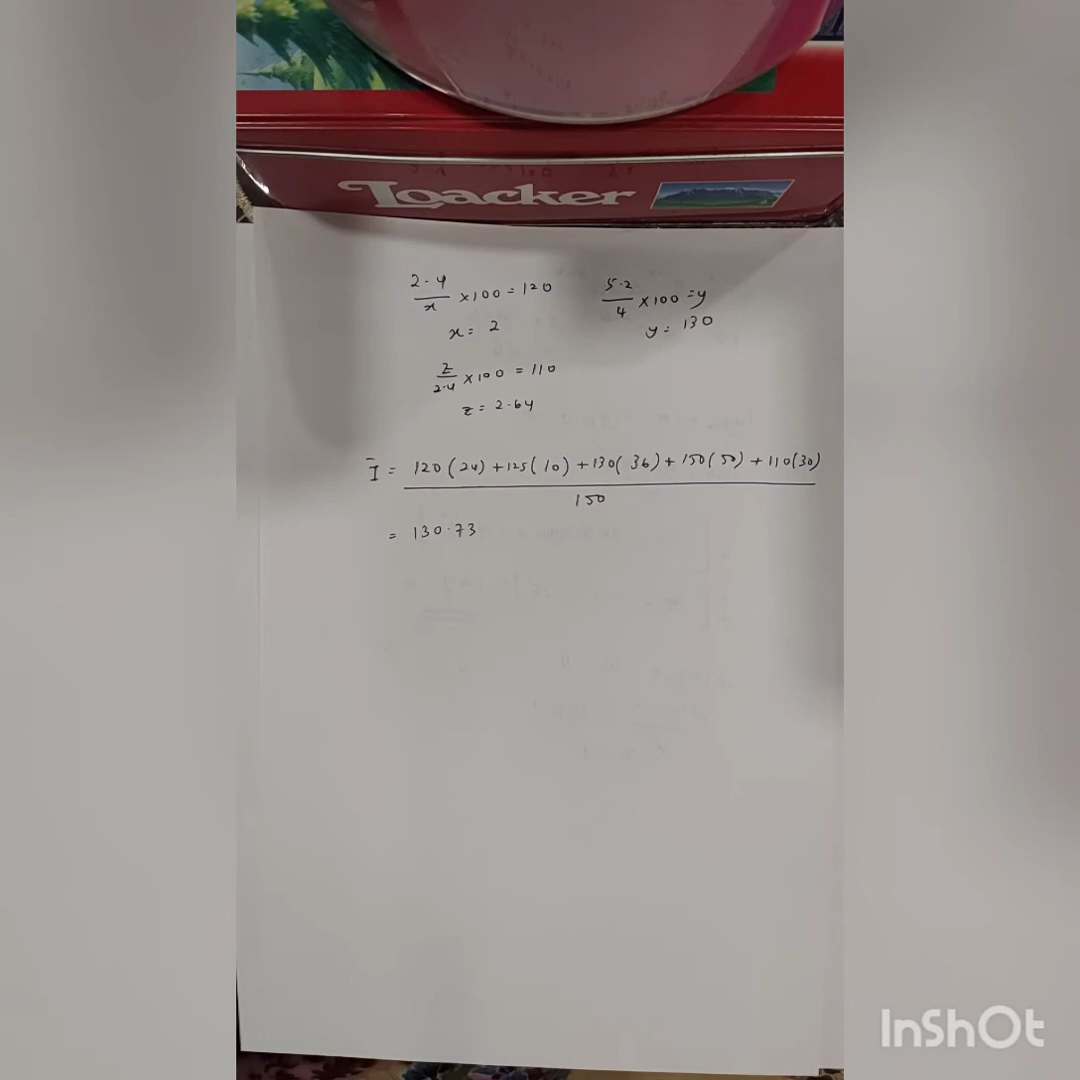 Loacker
2.4/x ×100 = 120
x = 2
5.2/4 ×100 = y
y = 130
z/2.4 ×100 = 110
z = 2.64
Ī = 120(24) + 125(10) + 130(36) + 150(50) + 110(30)
150
= 130.73
InShOt